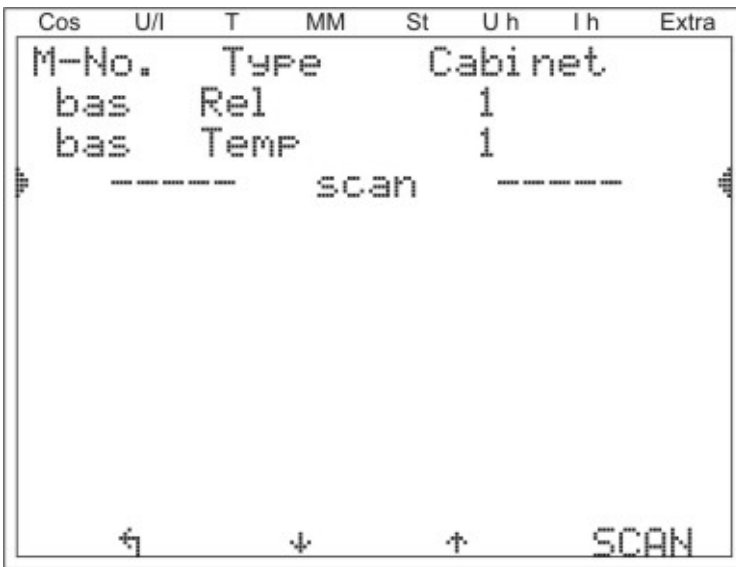 Cos U/I T MM St U h I h Extra
M-No. Type Cabinet
bas Rel 1
bas Temp 1
----- scan -----
SCAN